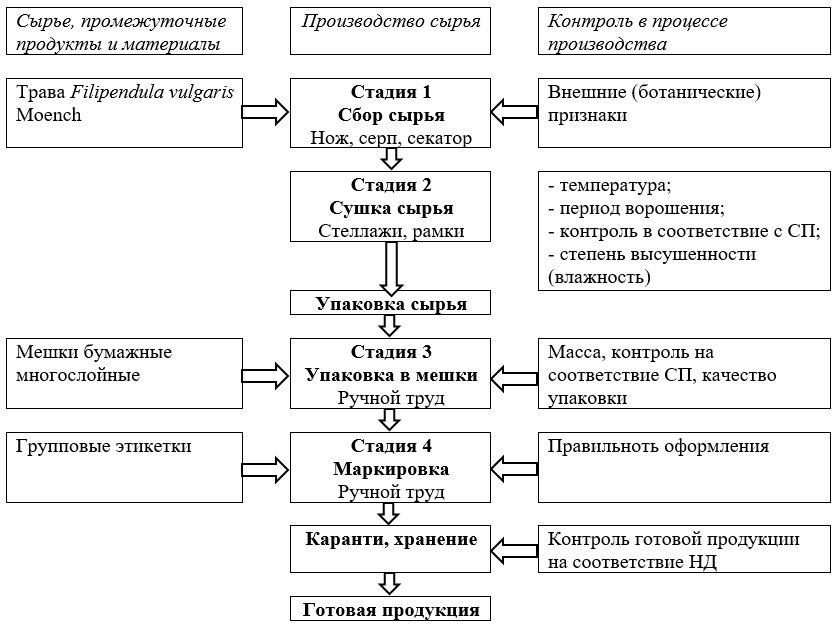 Сырье, промежуточные
продукты и материалы
Производство сырья
Контроль в процессе
производства
Трава Filipendula vulgaris
Moench
Стадия 1
Сбор сырья
Нож, серп, секатор
Внешние (ботанические)
признаки
Стадия 2
Сушка сырья
Стеллажи, рамки
- температура;
- период ворошения;
- контроль в соответствие с СП;
- степень высушенности
(влажность)
Упаковка сырья
Мешки бумажные
многослойные
Стадия 3
Упаковка в мешки
Ручной труд
Масса, контроль на
соответствие СП, качество
упаковки
Групповые этикетки
Стадия 4
Маркировка
Ручной труд
Правильноть оформления
Каранти, хранение
Контроль готовой продукции
на соответствие НД
Готовая продукция